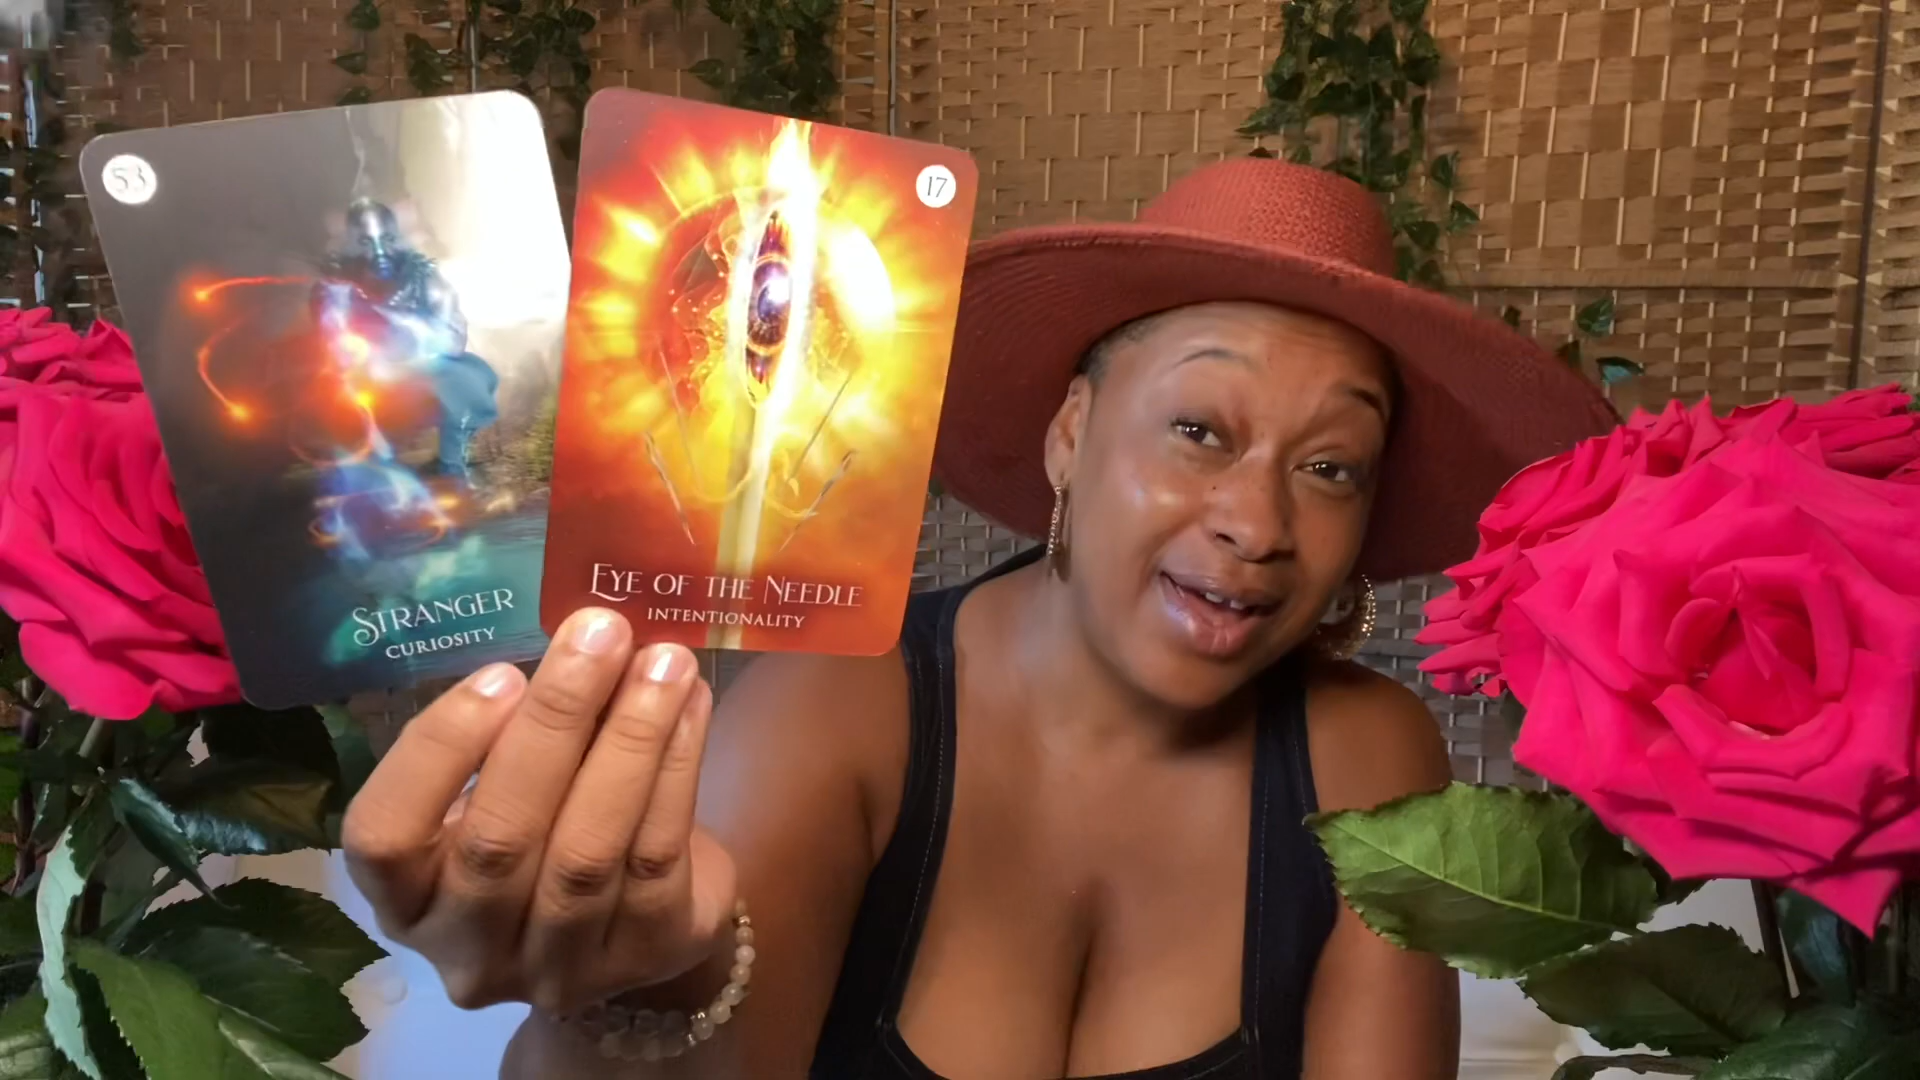 53
STRANGER
CURIOSITY
17
EYE OF THE NEEDLE
INTENTIONALITY